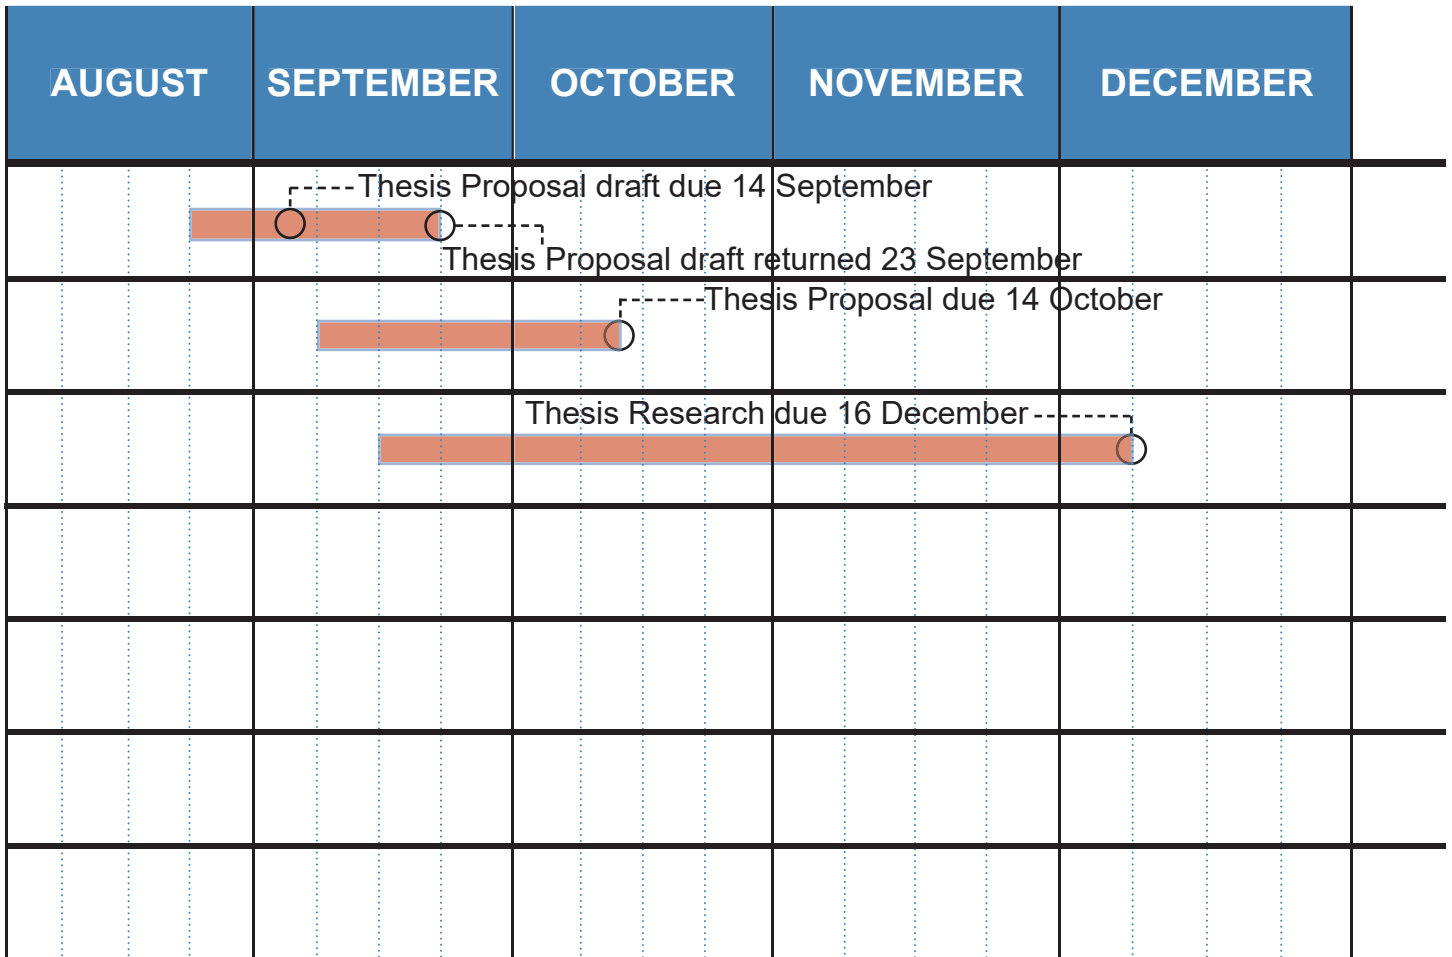 AUGUST SEPTEMBER OCTOBER NOVEMBER DECEMBER
Thesis Proposal draft due 14 September
Thesis Proposal draft returned 23 September
Thesis Proposal due 14 October
Thesis Research due 16 December